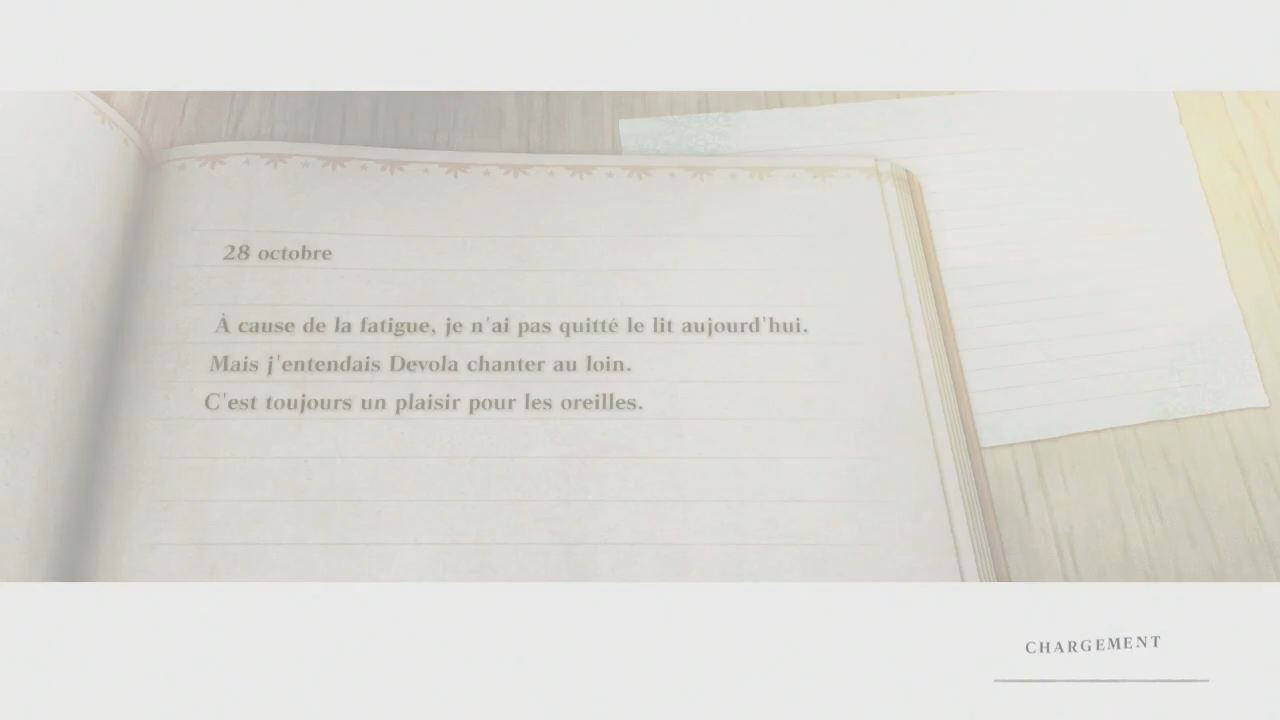 28 octobre
À cause de la fatigue, je n'ai pas quitté le lit aujourd'hui.
Mais j'entendais Devola chanter au loin.
C'est toujours un plaisir pour les oreilles.
CHARGEMENT